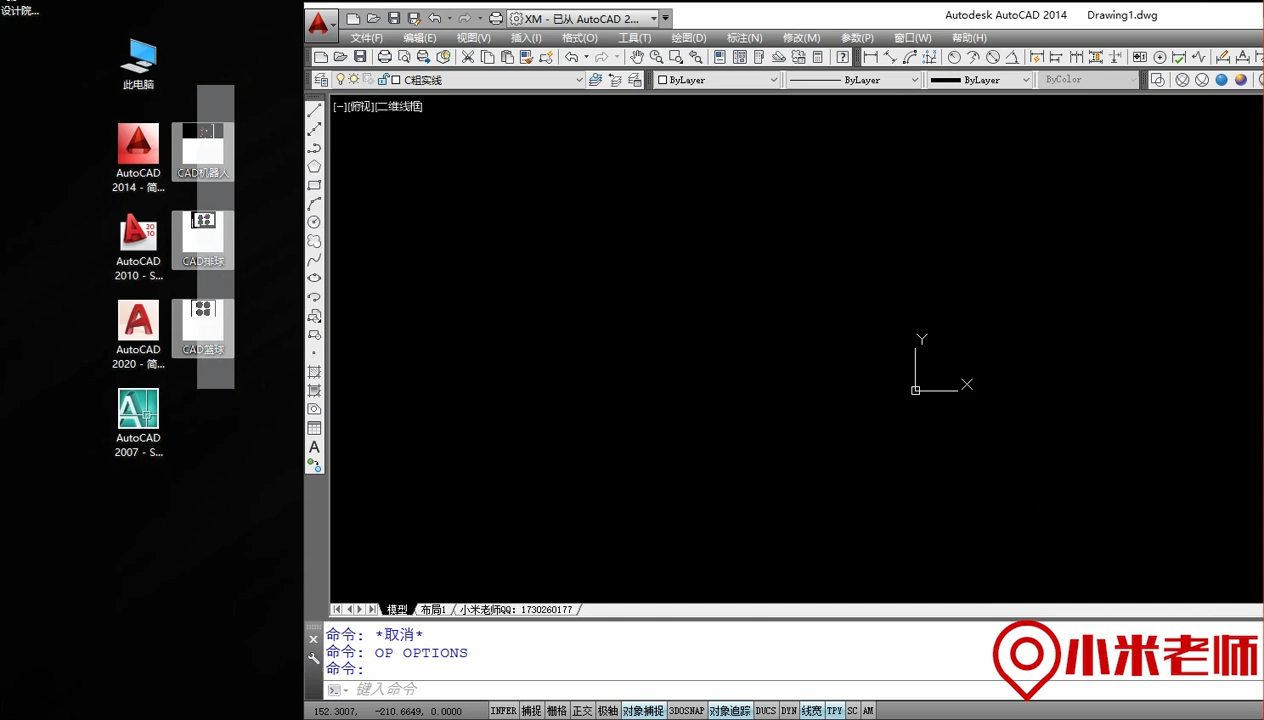 设计院...
此电脑
AutoCAD
2014 - 简...
CAD机器人
AutoCAD
2010 - S...
CAD排球
AutoCAD
2020 - 简...
CAD篮球
AutoCAD
2007 - S...
XM - 已从 AutoCAD 2...
Autodesk AutoCAD 2014 Drawing1.dwg
文件(F) 编辑(E) 视图(V) 插入(I) 格式(O) 工具(T) 标注(N) 绘图(D) 修改(M) 参数(P) 窗口(W) 帮助(H)
C粗实线 ByLayer ByLayer ByLayer ByColor
[−][俯视][二维线框]
Y
X
A
模型 布局1 小米老师QQ: 1730260177
命令: *取消*
命令: OP OPTIONS
命令:
键入命令
小米老师
152.3007, -210.6649, 0.0000 INFER 捕捉 栅格 正交 极轴 对象捕捉 3DOSNAP 对象追踪 DUCS DYN 线宽 TPY SC AM